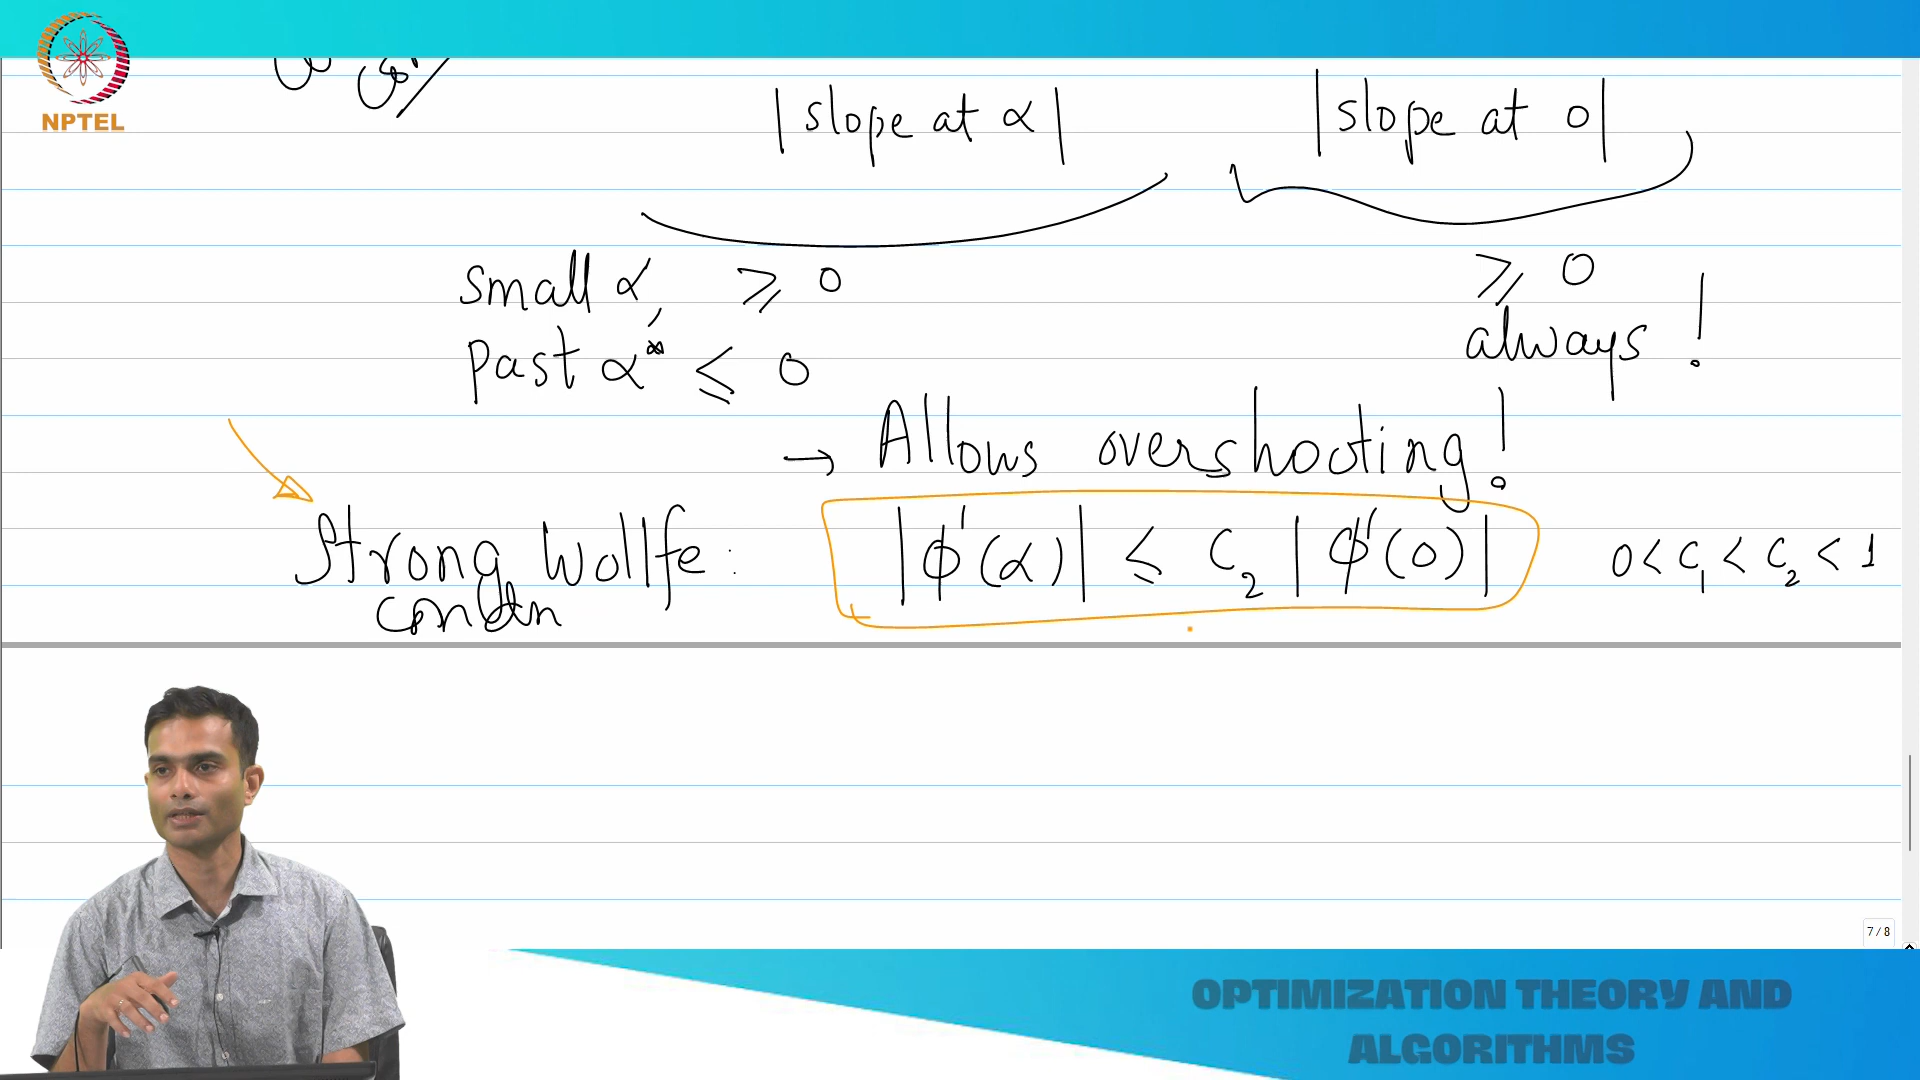 NPTEL
|slope at α| |slope at 0|
small α, ≥ 0 ≥ 0
past α* ≤ 0 always!
→ Allows overshooting!
Strong Wollfe: |ϕ'(α)| ≤ c₂ |ϕ'(0)| 0 < c₁ < c₂ < 1
condn
7 / 8
OPTIMIZATION THEORY AND
ALGORITHMS